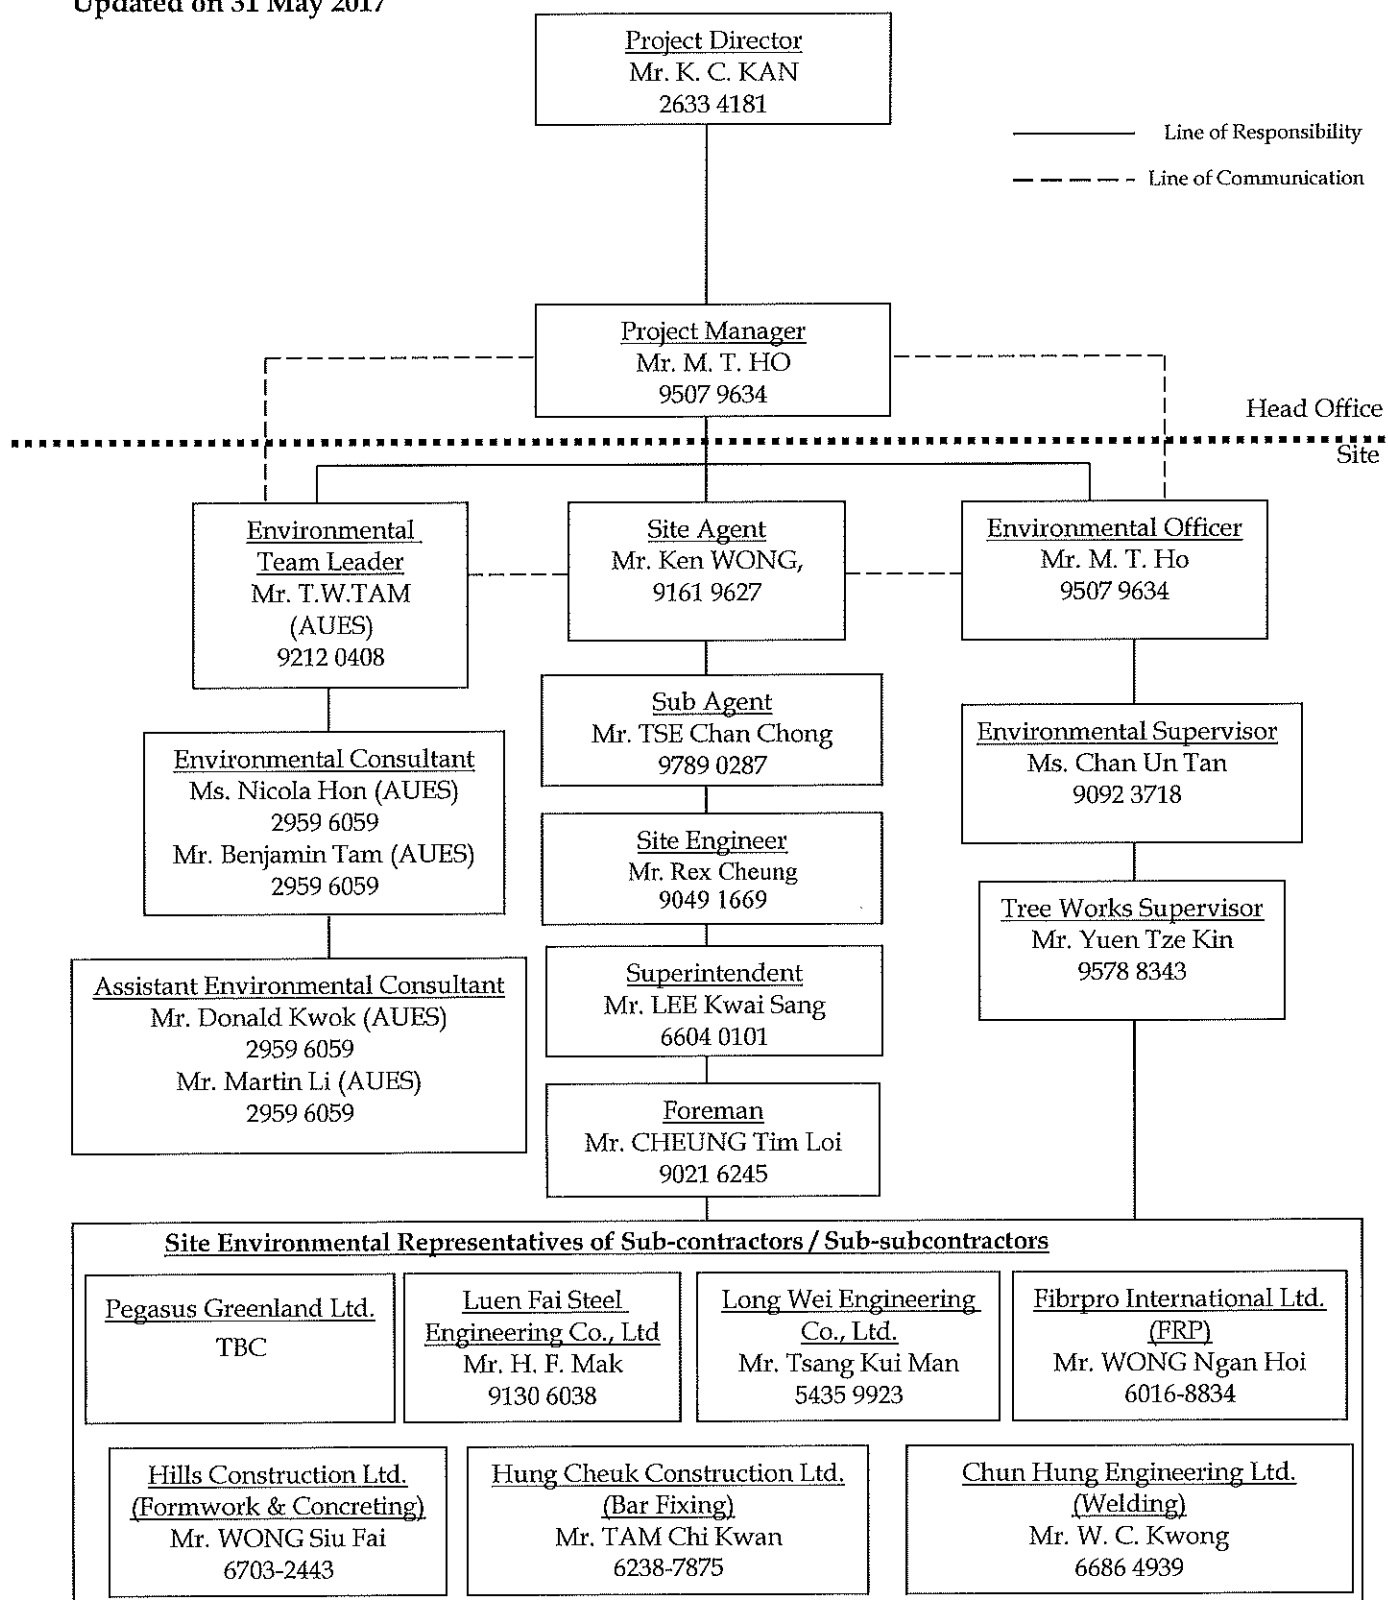 Updated on 31 May 2017
Project Director
Mr. K. C. KAN
2633 4181
Line of Responsibility
Line of Communication
Project Manager
Mr. M. T. HO
9507 9634
Head Office
Site
Environmental
Team Leader
Mr. T.W.TAM
(AUES)
9212 0408
Site Agent
Mr. Ken WONG,
9161 9627
Environmental Officer
Mr. M. T. Ho
9507 9634
Environmental Consultant
Ms. Nicola Hon (AUES)
2959 6059
Mr. Benjamin Tam (AUES)
2959 6059
Sub Agent
Mr. TSE Chan Chong
9789 0287
Environmental Supervisor
Ms. Chan Un Tan
9092 3718
Site Engineer
Mr. Rex Cheung
9049 1669
Tree Works Supervisor
Mr. Yuen Tze Kin
9578 8343
Assistant Environmental Consultant
Mr. Donald Kwok (AUES)
2959 6059
Mr. Martin Li (AUES)
2959 6059
Superintendent
Mr. LEE Kwai Sang
6604 0101
Foreman
Mr. CHEUNG Tim Loi
9021 6245
Site Environmental Representatives of Sub-contractors / Sub-subcontractors
Pegasus Greenland Ltd.
TBC
Luen Fai Steel
Engineering Co., Ltd
Mr. H. F. Mak
9130 6038
Long Wei Engineering
Co., Ltd.
Mr. Tsang Kui Man
5435 9923
Fibrpro International Ltd.
(FRP)
Mr. WONG Ngan Hoi
6016-8834
Hills Construction Ltd.
(Formwork & Concreting)
Mr. WONG Siu Fai
6703-2443
Hung Cheuk Construction Ltd.
(Bar Fixing)
Mr. TAM Chi Kwan
6238-7875
Chun Hung Engineering Ltd.
(Welding)
Mr. W. C. Kwong
6686 4939